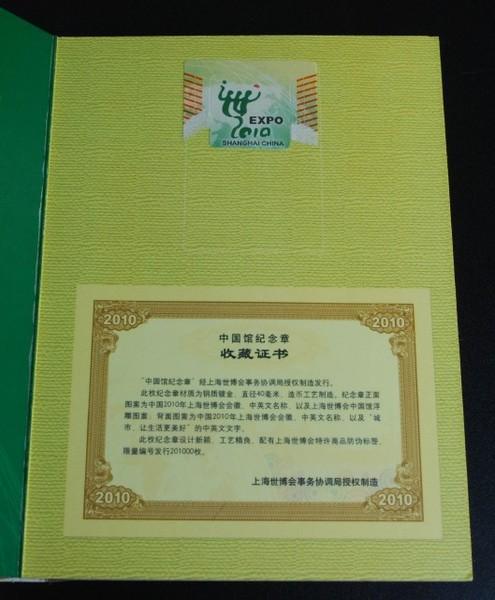 EXPO
2010
SHANGHAI CHINA
2010
2010
中国馆纪念章
收藏证书
“中国馆纪念章”经上海世博会事务协调局授权制造发行。
此枚纪念章材质为铜质镀金、直径40毫米、造币工艺制造。纪念章正面
图案为中国2010年上海世博会会徽、中英文名称、以及上海世博会中国馆浮
雕图案；背面图案为中国2010年上海世博会会徽、中英文名称、以及“城
市，让生活更美好”的中英文文字。
此枚纪念章设计新颖、工艺精良，配有上海世博会特许商品防伪标签，
限量编号发行201000枚。
上海世博会事务协调局授权制造
2010
2010